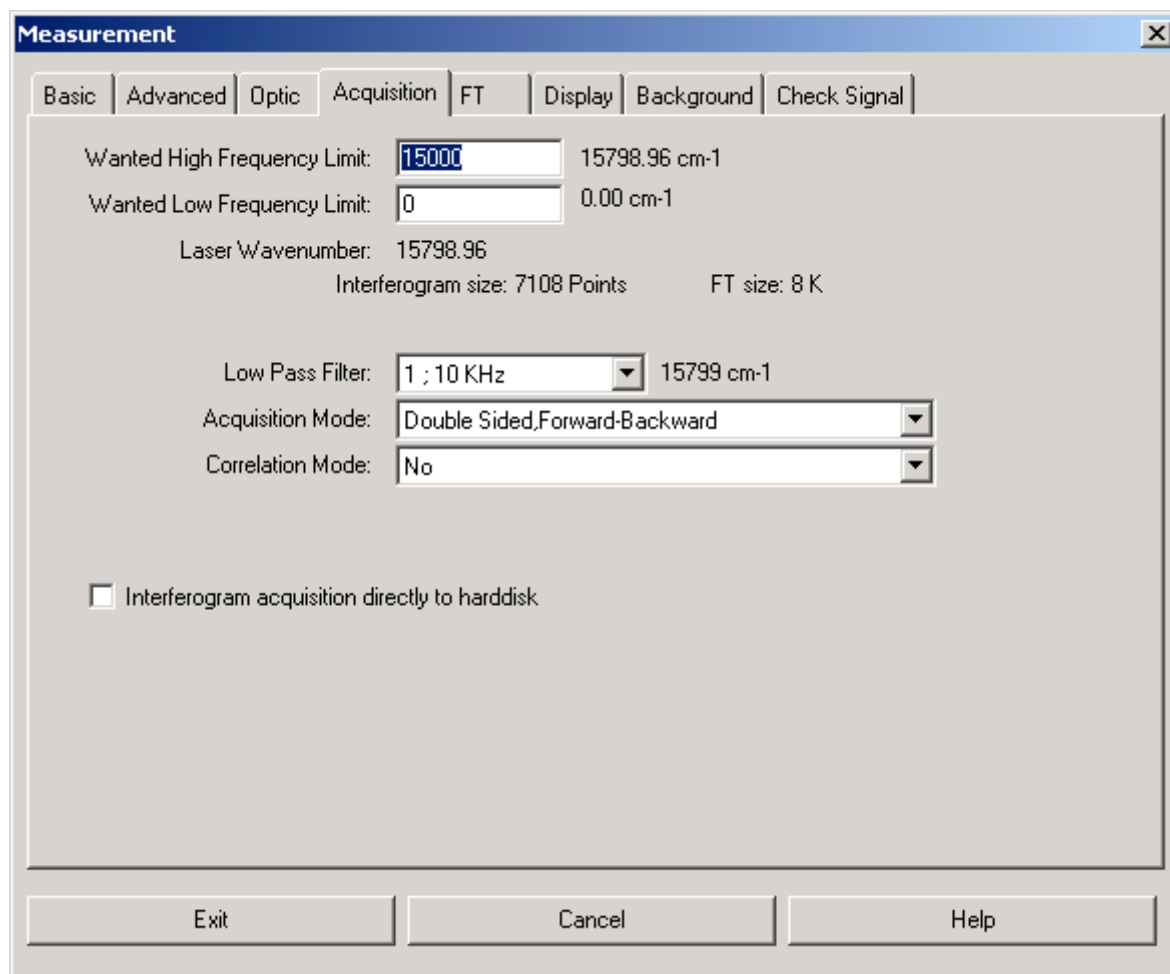 Measurement
Basic Advanced Optic Acquisition FT Display Background Check Signal
Wanted High Frequency Limit: 15000 15798.96 cm-1
Wanted Low Frequency Limit: 0 0.00 cm-1
Laser Wavenumber: 15798.96
Interferogram size: 7108 Points FT size: 8 K
Low Pass Filter: 1 ; 10 KHz 15799 cm-1
Acquisition Mode: Double Sided,Forward-Backward
Correlation Mode: No
Interferogram acquisition directly to harddisk
Exit Cancel Help